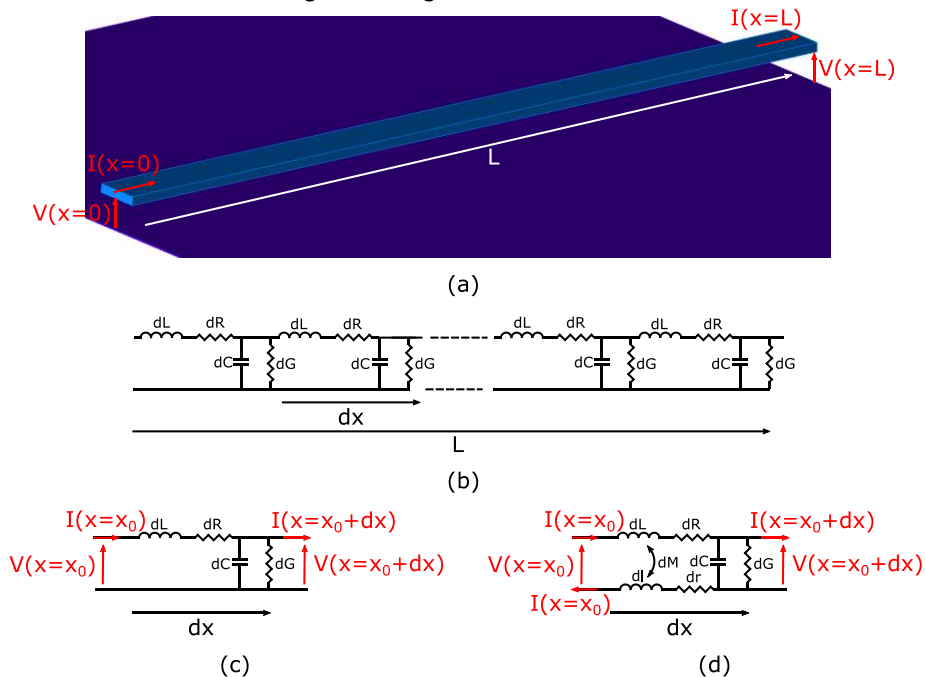 I(x=L)
V(x=L)
L
I(x=0)
V(x=0)
(a)
dL dR dL dR dL dR dL dR
dC dG dC dG dC dG dC dG
dx
L
(b)
I(x=x₀) dL dR I(x=x₀+dx)
V(x=x₀) dC dG V(x=x₀+dx)
dx
(c)
I(x=x₀) dL dR I(x=x₀+dx)
V(x=x₀) dM dC dG V(x=x₀+dx)
I(x=x₀) dl dr
dx
(d)